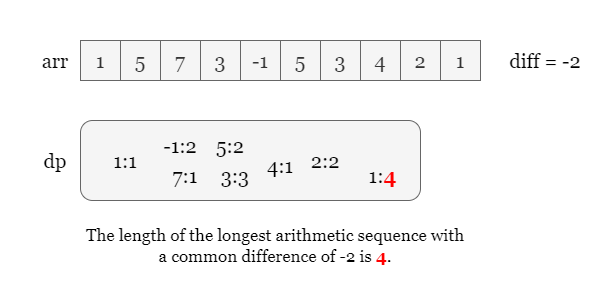 arr 1 5 7 3 -1 5 3 4 2 1 diff = -2
dp 1:1 -1:2 5:2 4:1 2:2
7:1 3:3 1:4
The length of the longest arithmetic sequence with
a common difference of -2 is 4.